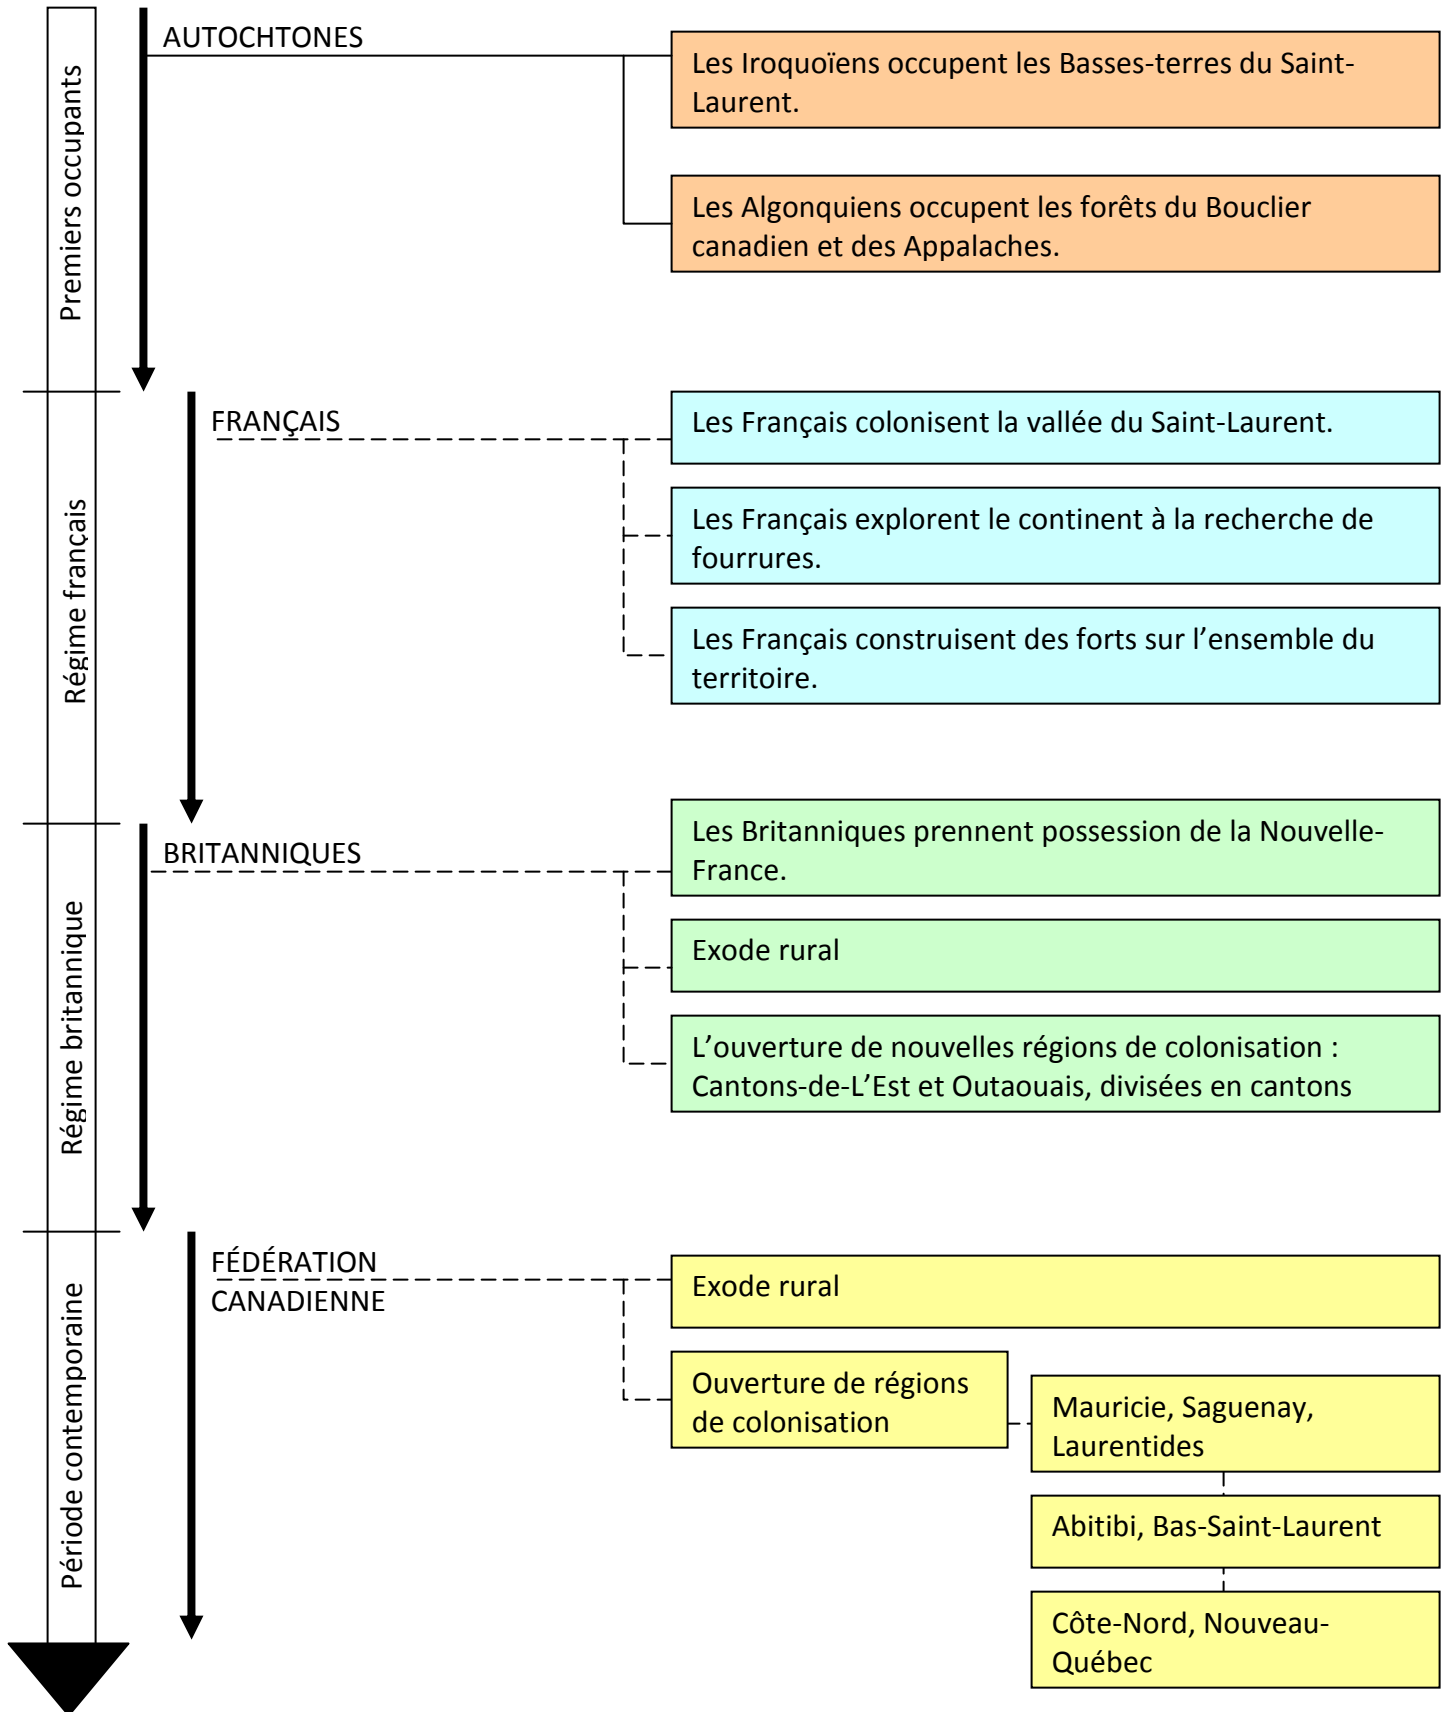 Premiers occupants
AUTOCHTONES
Les Iroquoïens occupent les Basses-terres du Saint-
Laurent.
Les Algonquiens occupent les forêts du Bouclier
canadien et des Appalaches.
Régime français
FRANÇAIS
Les Français colonisent la vallée du Saint-Laurent.
Les Français explorent le continent à la recherche de
fourrures.
Les Français construisent des forts sur l’ensemble du
territoire.
Régime britannique
BRITANNIQUES
Les Britanniques prennent possession de la Nouvelle-
France.
Exode rural
L’ouverture de nouvelles régions de colonisation :
Cantons-de-L’Est et Outaouais, divisées en cantons
Période contemporaine
FÉDÉRATION
CANADIENNE
Exode rural
Ouverture de régions
de colonisation
Mauricie, Saguenay,
Laurentides
Abitibi, Bas-Saint-Laurent
Côte-Nord, Nouveau-
Québec